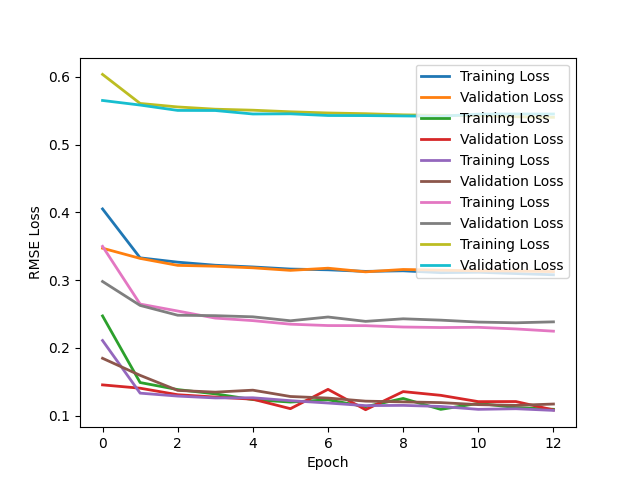 0.6
0.5
0.4
0.3
0.2
0.1
RMSE Loss
0 2 4 6 8 10 12
Epoch
Training Loss
Validation Loss
Training Loss
Validation Loss
Training Loss
Validation Loss
Training Loss
Validation Loss
Training Loss
Validation Loss